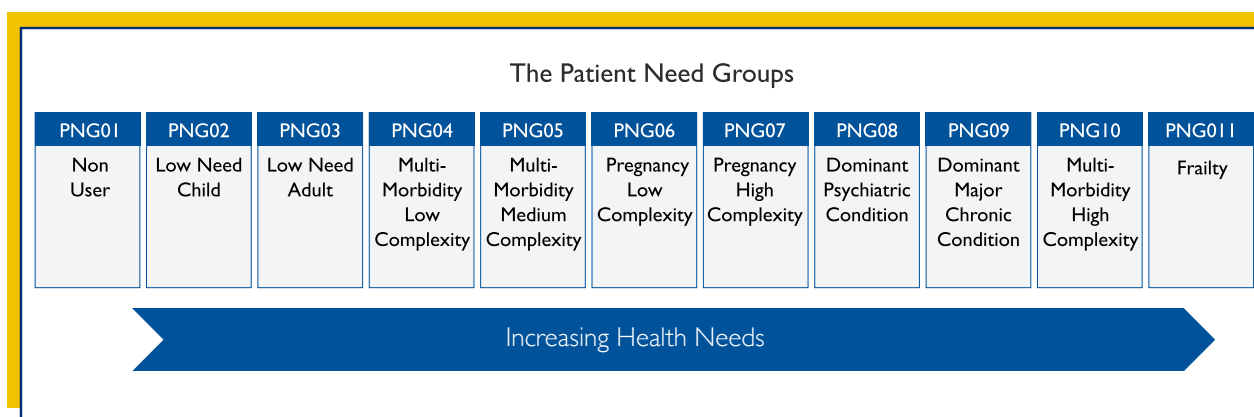 The Patient Need Groups
PNG01
Non
User
PNG02
Low Need
Child
PNG03
Low Need
Adult
PNG04
Multi-
Morbidity
Low
Complexity
PNG05
Multi-
Morbidity
Medium
Complexity
PNG06
Pregnancy
Low
Complexity
PNG07
Pregnancy
High
Complexity
PNG08
Dominant
Psychiatric
Condition
PNG09
Dominant
Major
Chronic
Condition
PNG10
Multi-
Morbidity
High
Complexity
PNG011
Frailty
Increasing Health Needs